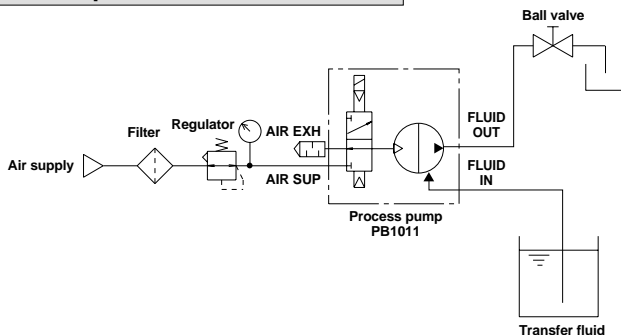 Ball valve
Regulator
Filter
AIR EXH
FLUID
OUT
Air supply
AIR SUP
FLUID
IN
Process pump
PB1011
Transfer fluid